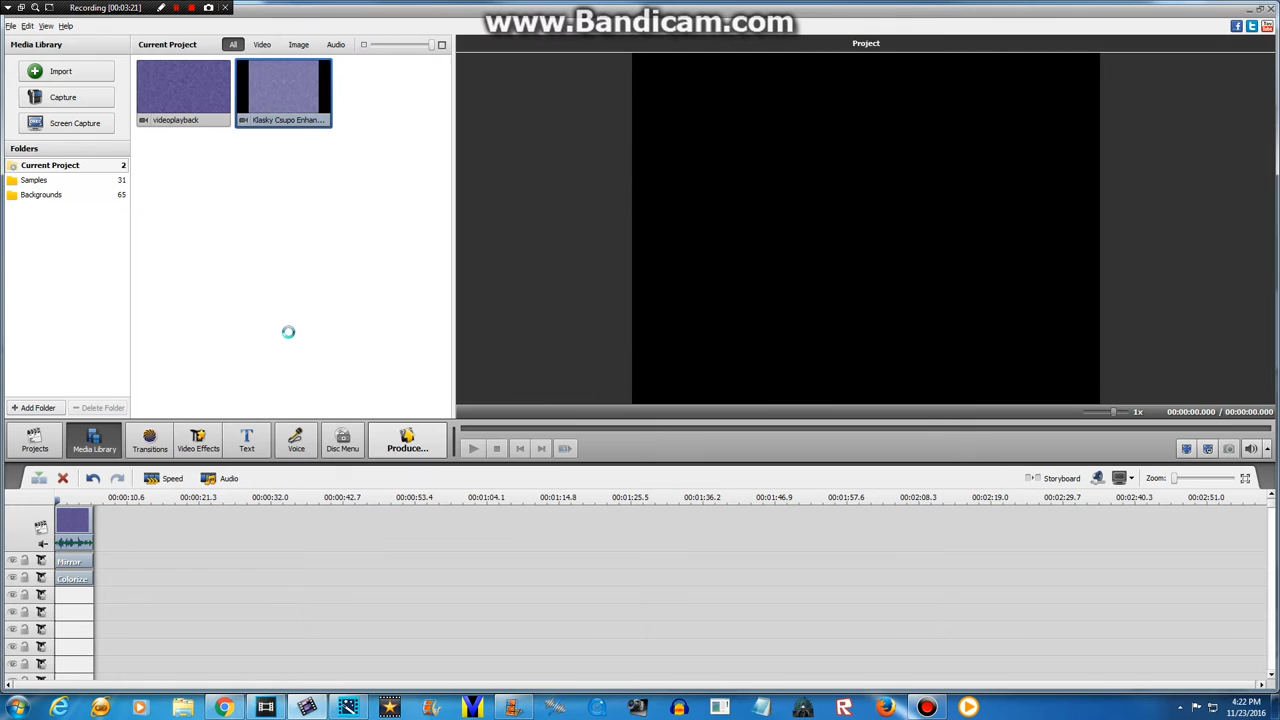 Recording [00:03:21]
www.Bandicam.com
File Edit View Help
Media Library
Current Project
All Video Image Audio
Project
Import
Capture
Screen Capture
videoplayback
Klasky Csupo Enhan...
Folders
Current Project 2
Samples 31
Backgrounds 65
Add Folder
Delete Folder
1x
00:00:00.000 / 00:00:00.000
Projects
Media Library
Transitions
Video Effects
Text
Voice
Disc Menu
Produce...
Speed
Audio
Storyboard
Zoom:
00:00:10.6 00:00:21.3 00:00:32.0 00:00:42.7 00:00:53.4 00:01:04.1 00:01:14.8 00:01:25.5 00:01:36.2 00:01:46.9 00:01:57.6 00:02:08.3 00:02:19.0 00:02:29.7 00:02:40.3 00:02:51.0
Mirror
Colorize
4:22 PM
11/23/2016